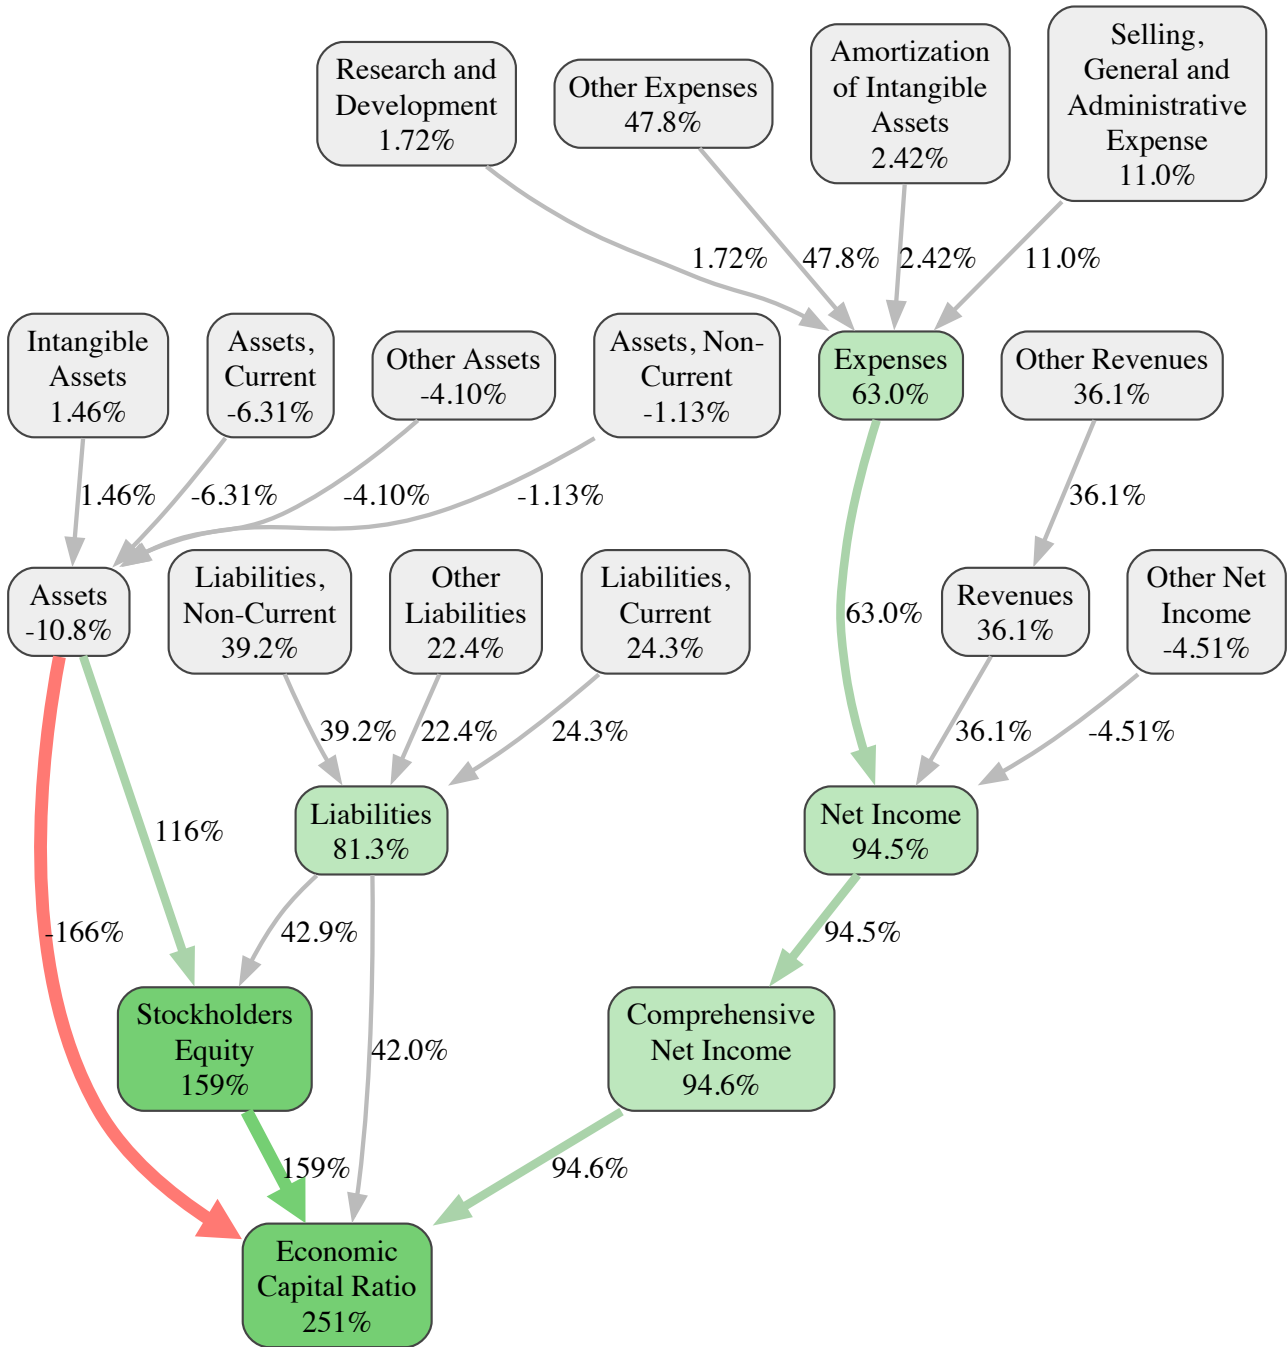 Research and
Development
1.72%
Other Expenses
47.8%
Amortization
of Intangible
Assets
2.42%
Selling,
General and
Administrative
Expense
11.0%
1.72%
47.8%
2.42%
11.0%
Intangible
Assets
1.46%
Assets,
Current
-6.31%
Other Assets
-4.10%
Assets, Non-
Current
-1.13%
Expenses
63.0%
Other Revenues
36.1%
1.46%
-6.31%
-4.10%
-1.13%
36.1%
Assets
-10.8%
Liabilities,
Non-Current
39.2%
Other
Liabilities
22.4%
Liabilities,
Current
24.3%
63.0%
Revenues
36.1%
Other Net
Income
-4.51%
39.2%
22.4%
24.3%
36.1%
-4.51%
116%
Liabilities
81.3%
Net Income
94.5%
-166%
42.9%
94.5%
Stockholders
Equity
159%
42.0%
Comprehensive
Net Income
94.6%
159%
94.6%
Economic
Capital Ratio
251%